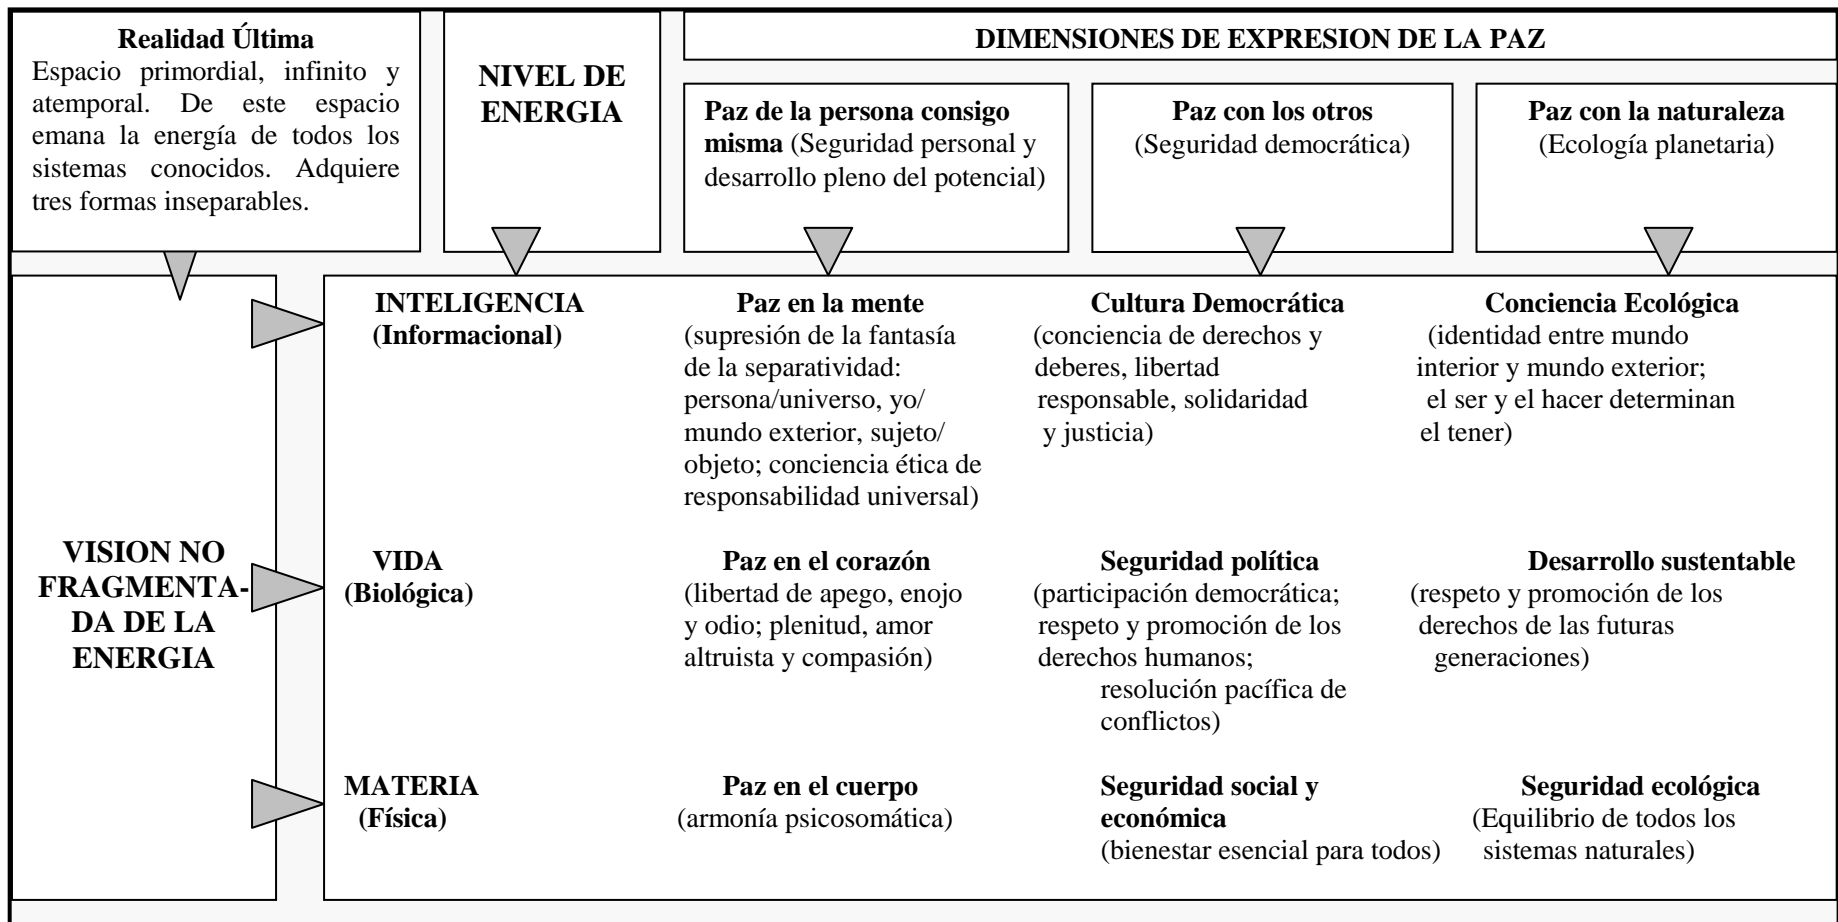 Realidad Última
Espacio primordial, infinito y
atemporal. De este espacio
emana la energía de todos los
sistemas conocidos. Adquiere
tres formas inseparables.
NIVEL DE
ENERGIA
DIMENSIONES DE EXPRESION DE LA PAZ
Paz de la persona consigo
misma (Seguridad personal y
desarrollo pleno del potencial)
Paz con los otros
(Seguridad democrática)
Paz con la naturaleza
(Ecología planetaria)
VISION NO
FRAGMENTA-
DA DE LA
ENERGIA
INTELIGENCIA
(Informacional)
Paz en la mente
(supresión de la fantasía
de la separatividad:
persona/universo, yo/
mundo exterior, sujeto/
objeto; conciencia ética de
responsabilidad universal)
Cultura Democrática
(conciencia de derechos y
deberes, libertad
responsable, solidaridad
y justicia)
Conciencia Ecológica
(identidad entre mundo
interior y mundo exterior;
el ser y el hacer determinan
el tener)
VIDA
(Biológica)
Paz en el corazón
(libertad de apego, enojo
y odio; plenitud, amor
altruista y compasión)
Seguridad política
(participación democrática;
respeto y promoción de los
derechos humanos;
resolución pacífica de
conflictos)
Desarrollo sustentable
(respeto y promoción de los
derechos de las futuras
generaciones)
MATERIA
(Física)
Paz en el cuerpo
(armonía psicosomática)
Seguridad social y
económica
(bienestar esencial para todos)
Seguridad ecológica
(Equilibrio de todos los
sistemas naturales)